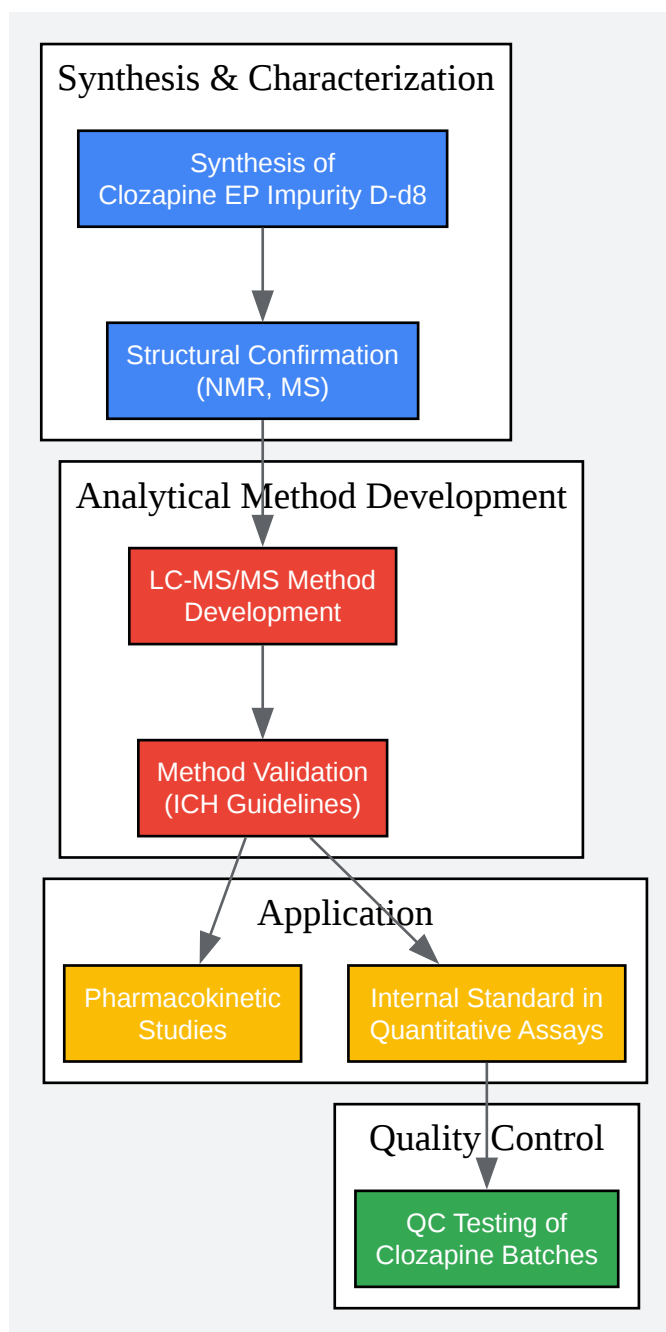 Synthesis & Characterization
Synthesis of
Clozapine EP Impurity D-d8
Structural Confirmation
(NMR, MS)
Analytical Method Development
LC-MS/MS Method
Development
Method Validation
(ICH Guidelines)
Application
Pharmacokinetic
Studies
Internal Standard in
Quantitative Assays
Quality Control
QC Testing of
Clozapine Batches